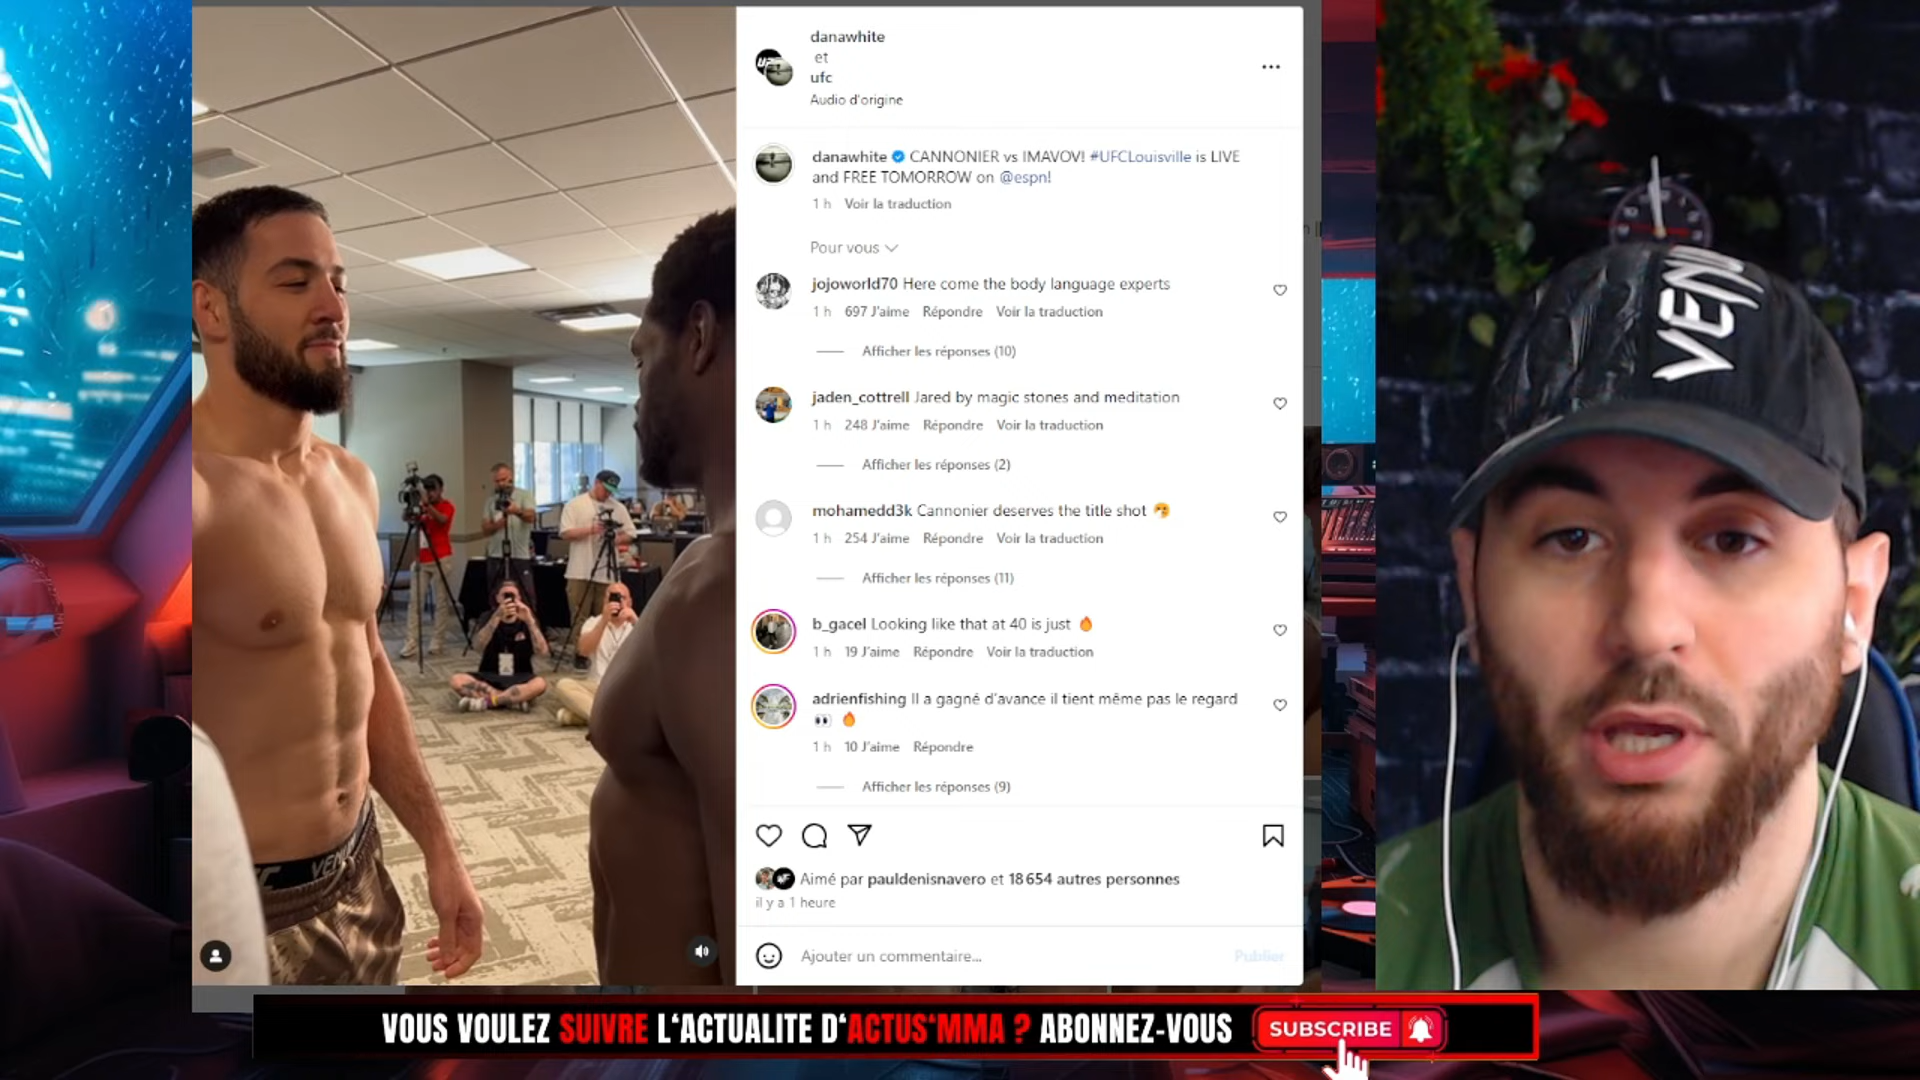 danawhite
et
ufc
Audio d'origine
danawhite CANNONIER vs IMAVOV! #UFCLouisville is LIVE
and FREE TOMORROW on @espn!
1 h Voir la traduction
Pour vous
jojoworld70 Here come the body language experts
1 h 697 J'aime Répondre Voir la traduction
Afficher les réponses (10)
jaden_cottrell Jared by magic stones and meditation
1 h 248 J'aime Répondre Voir la traduction
Afficher les réponses (2)
mohamedd3k Cannonier deserves the title shot 🤧
1 h 254 J'aime Répondre Voir la traduction
Afficher les réponses (11)
b_gacel Looking like that at 40 is just 🔥
1 h 19 J'aime Répondre Voir la traduction
adrienfishing Il a gagné d'avance il tient même pas le regard
👀 🔥
1 h 10 J'aime Répondre
Afficher les réponses (9)
Aimé par pauldenisnavero et 18 654 autres personnes
il y a 1 heure
Ajouter un commentaire...
Publier
VENU
VOUS VOULEZ SUIVRE L'ACTUALITE D'ACTUS'MMA ? ABONNEZ-VOUS
SUBSCRIBE